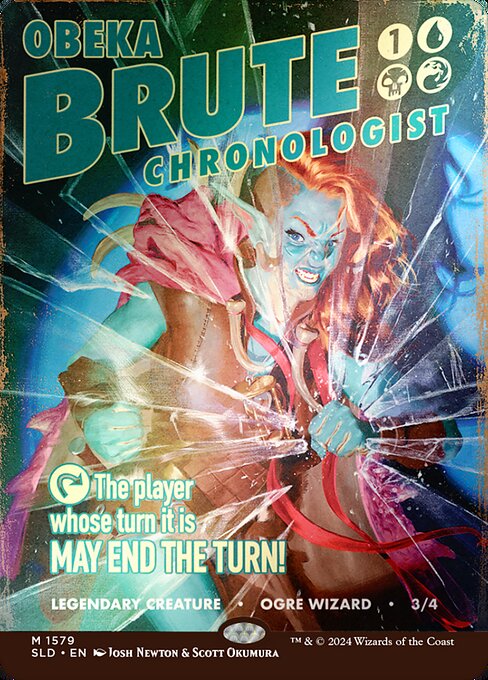 OBEKA
BRUTE
CHRONOLOGIST
1
The player
whose turn it is
MAY END THE TURN!
LEGENDARY CREATURE • OGRE WIZARD • 3/4
M 1579
SLD • EN Josh Newton & Scott Okumura
™ & © 2024 Wizards of the Coast